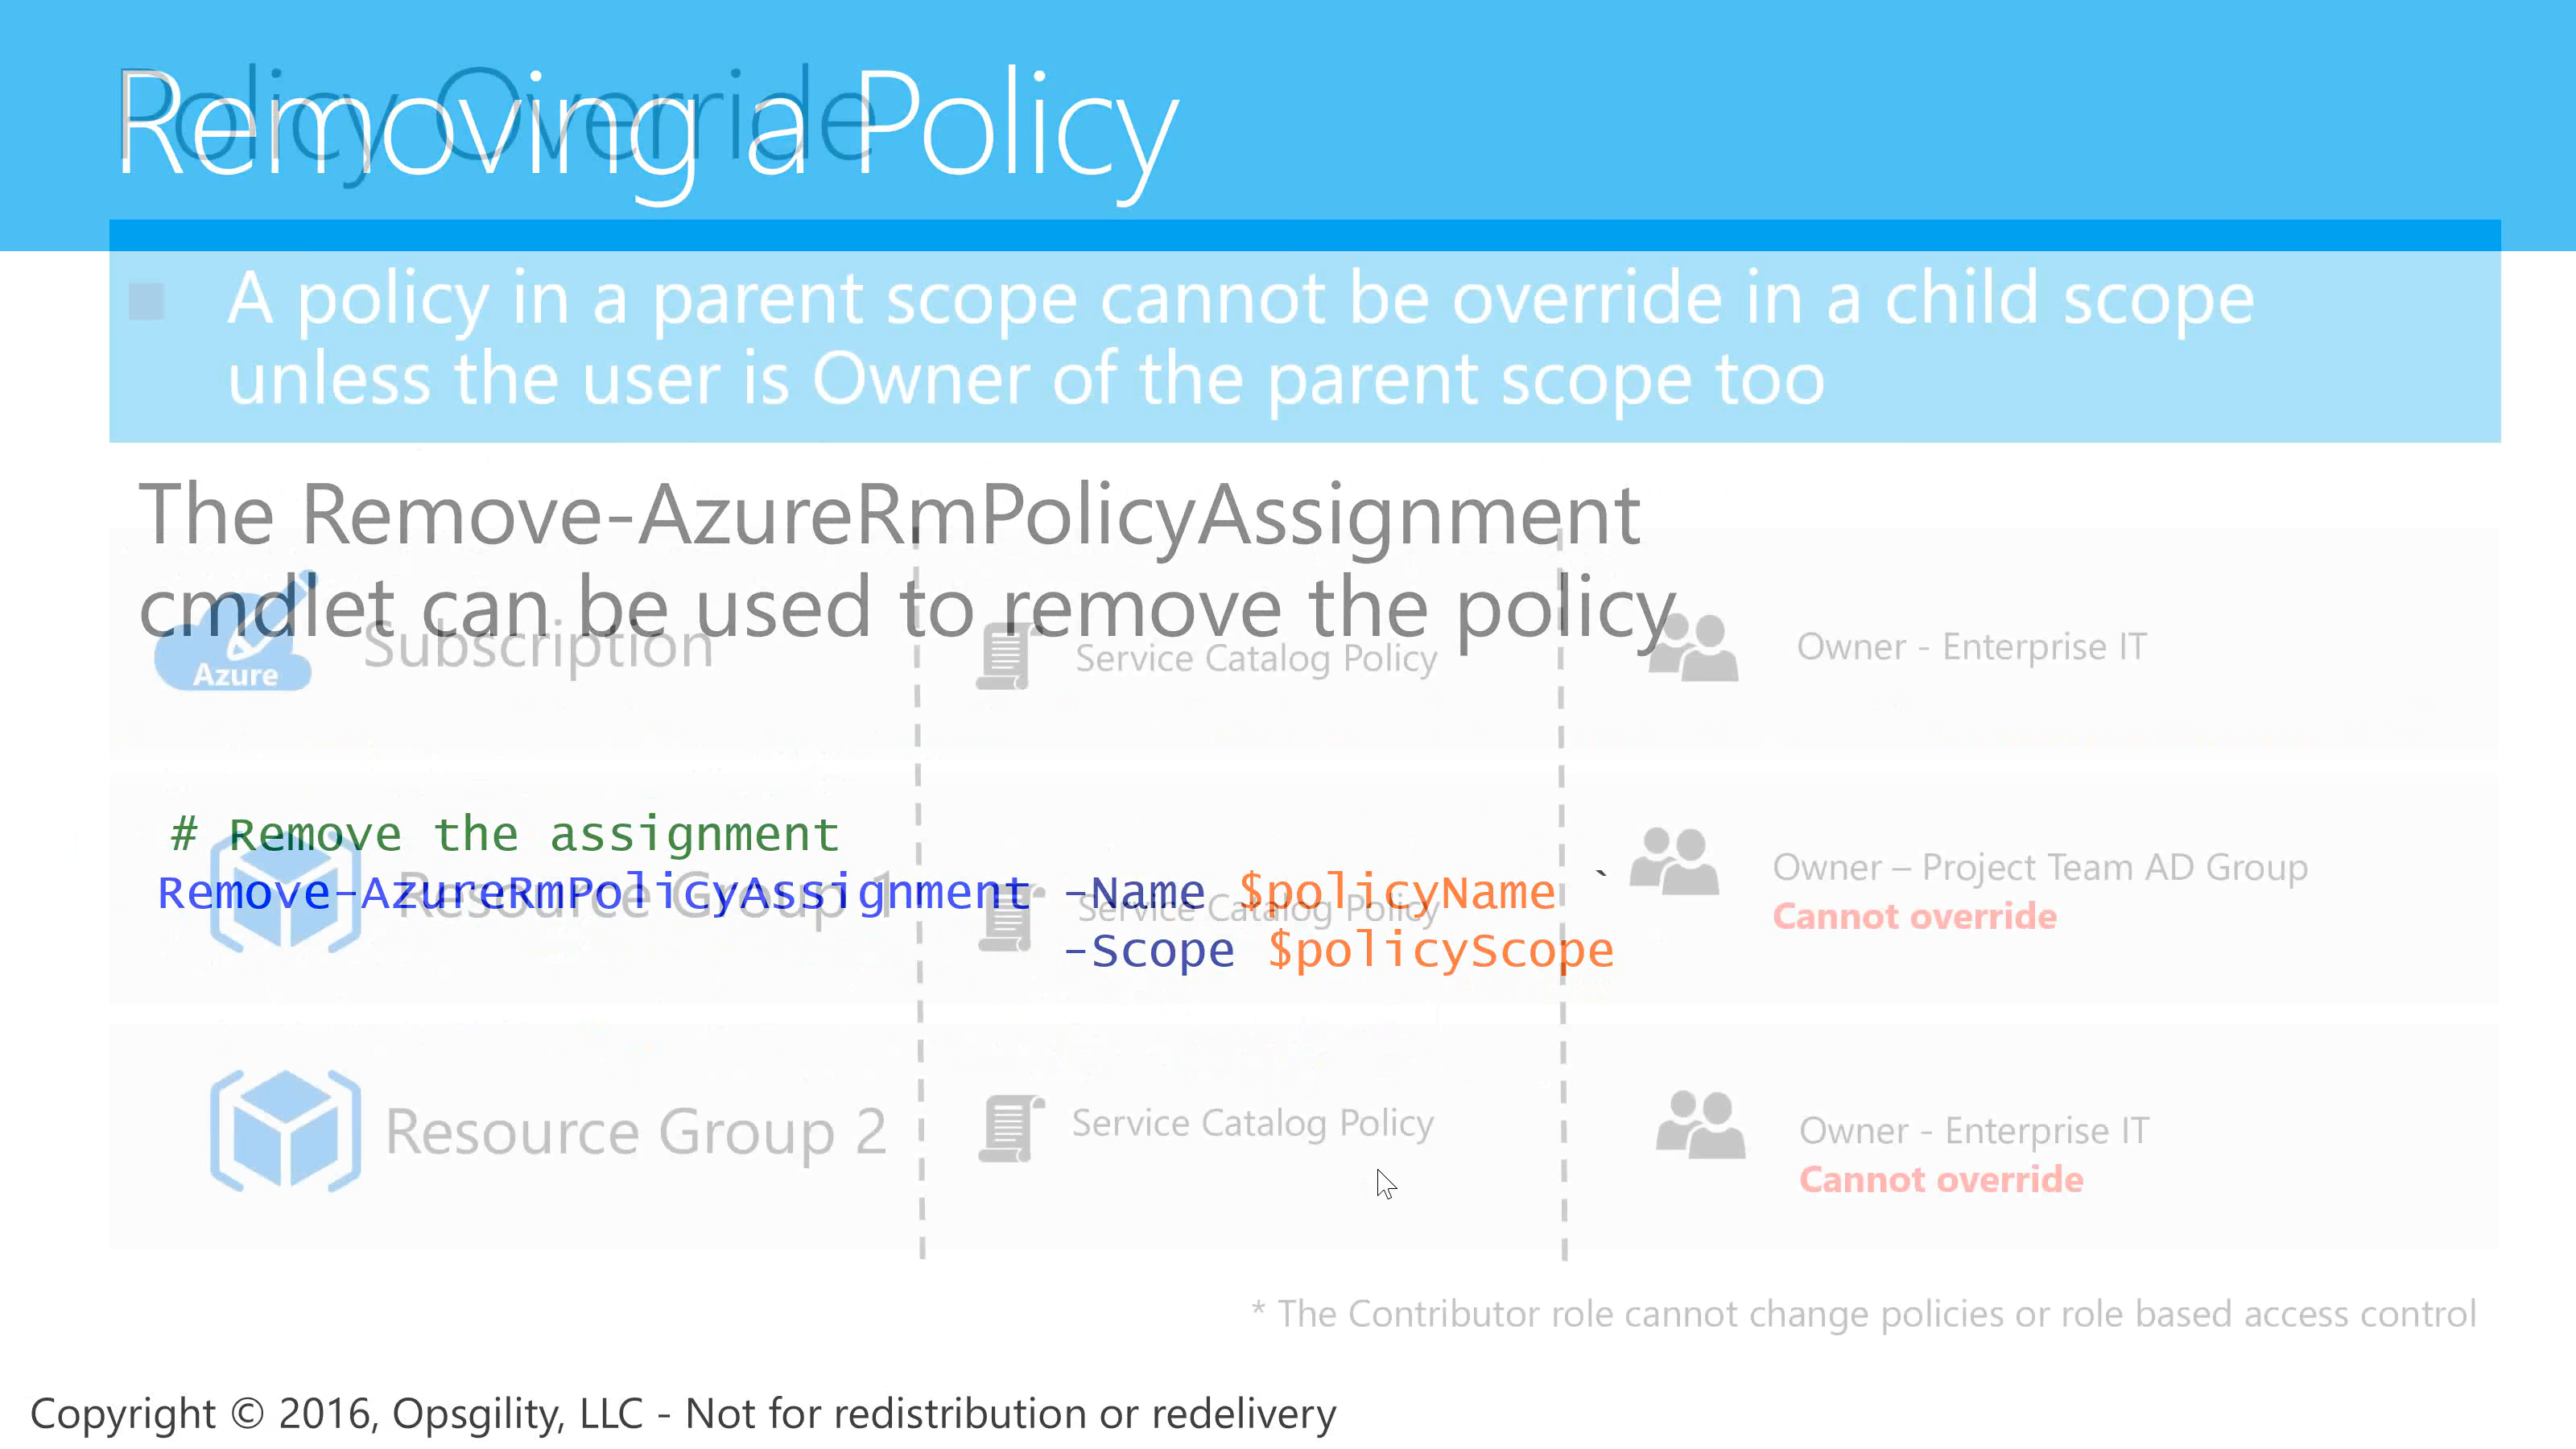 Policy Override
Removing a Policy
A policy in a parent scope cannot be override in a child scope
unless the user is Owner of the parent scope too
The Remove-AzureRmPolicyAssignment
cmdlet can be used to remove the policy
Azure
Subscription
Service Catalog Policy
Owner - Enterprise IT
# Remove the assignment
Remove-AzureRmPolicyAssignment -Name $policyName `
-Scope $policyScope
Resource Group 1
Service Catalog Policy
Owner – Project Team AD Group
Cannot override
Resource Group 2
Service Catalog Policy
Owner - Enterprise IT
Cannot override
* The Contributor role cannot change policies or role based access control
Copyright © 2016, Opsgility, LLC - Not for redistribution or redelivery